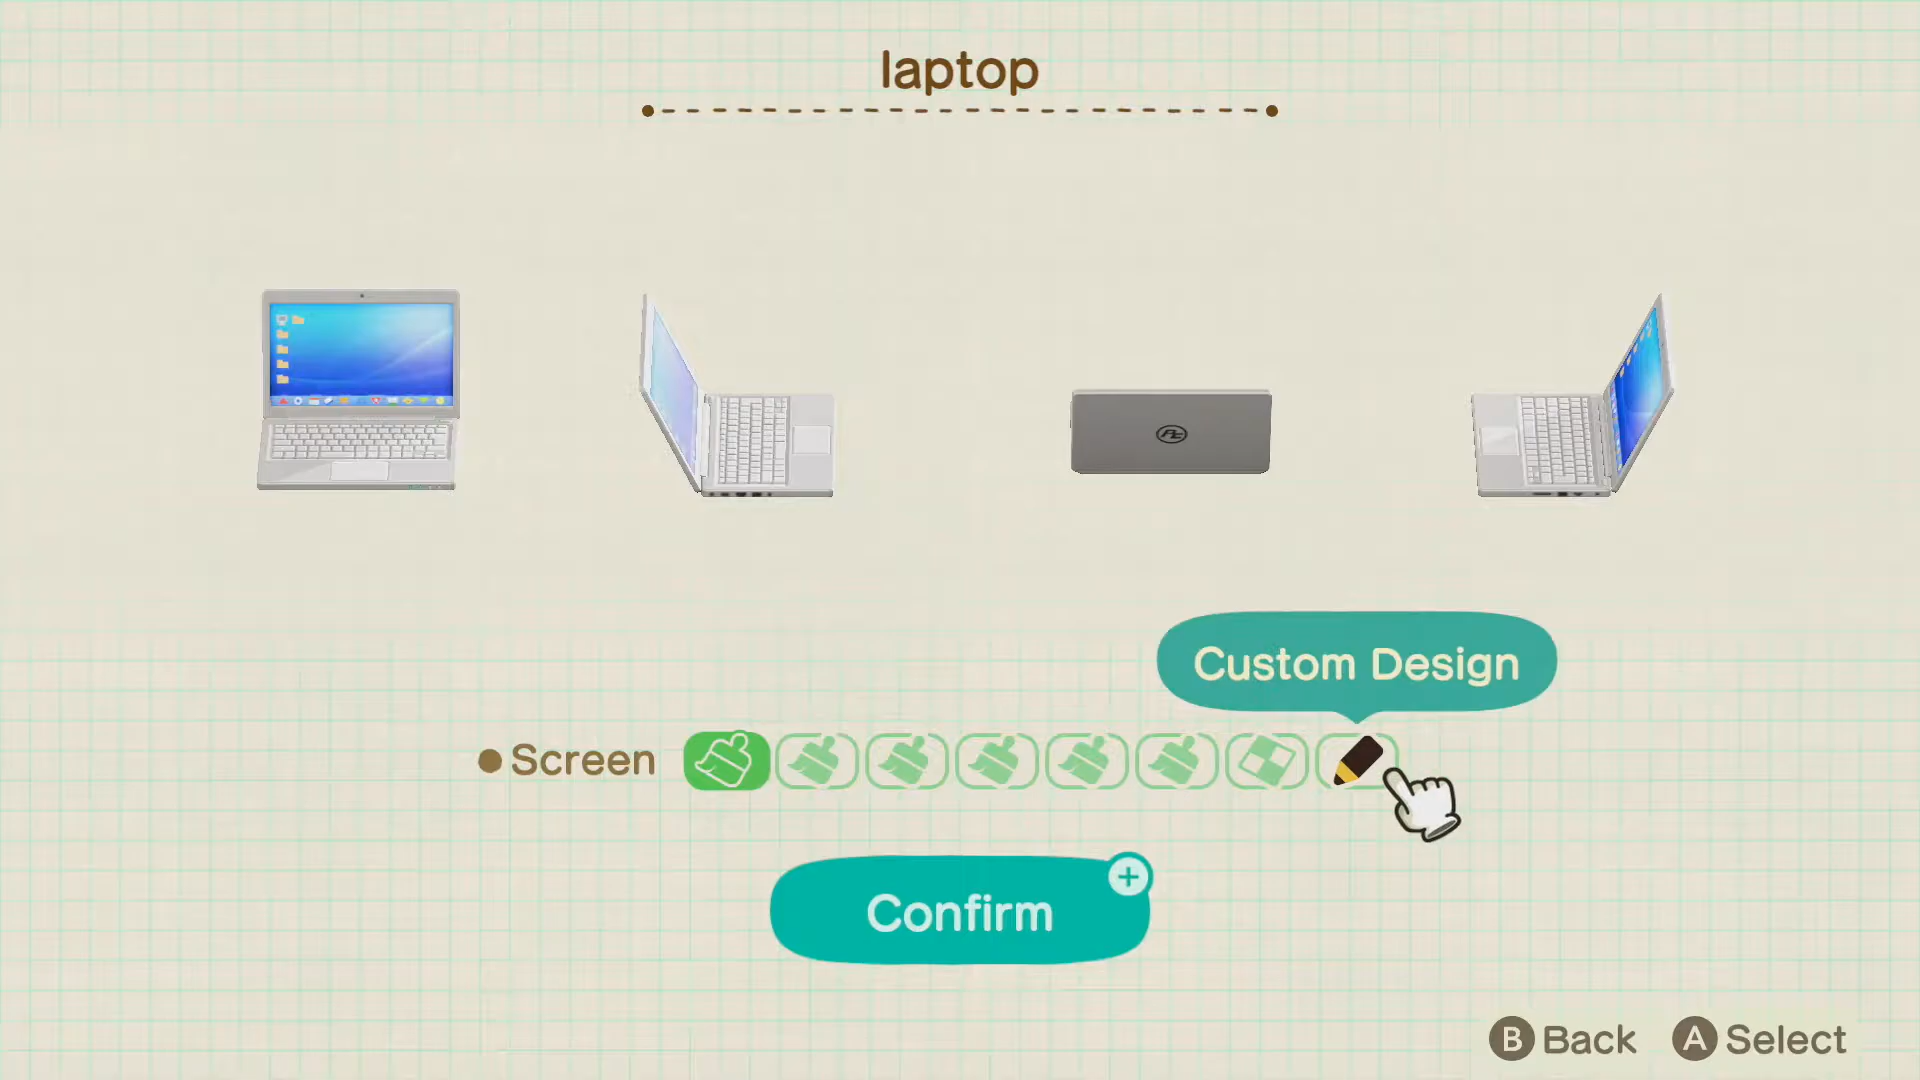 laptop
Custom Design
Screen
Confirm
B Back A Select